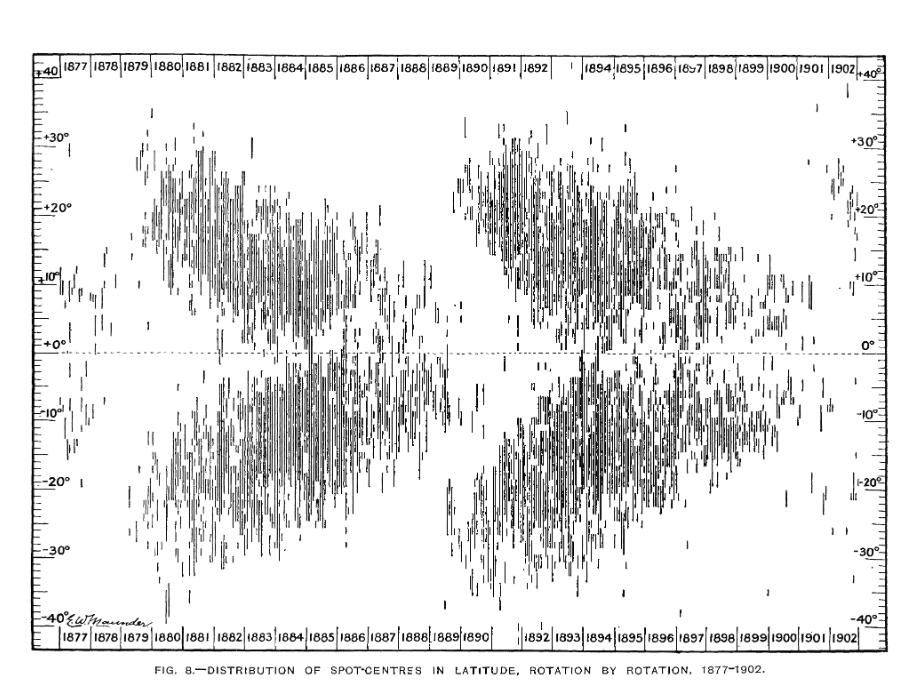 1877 1878 1879 1880 1881 1882 1883 1884 1885 1886 1887 1888 1889 1890 1891 1892 1894 1895 1896 1897 1898 1899 1900 1901 1902
+40 +40°
+30° +30°
+20° +20°
+10° +10°
+0° 0°
-10° -10°
-20° -20°
-30° -30°
-40° E.W. Maunder -40°
1877 1878 1879 1880 1881 1882 1883 1884 1885 1886 1887 1888 1889 1890 1892 1893 1894 1895 1896 1897 1898 1899 1900 1901 1902
FIG. 8.—DISTRIBUTION OF SPOT-CENTRES IN LATITUDE, ROTATION BY ROTATION, 1877-1902.